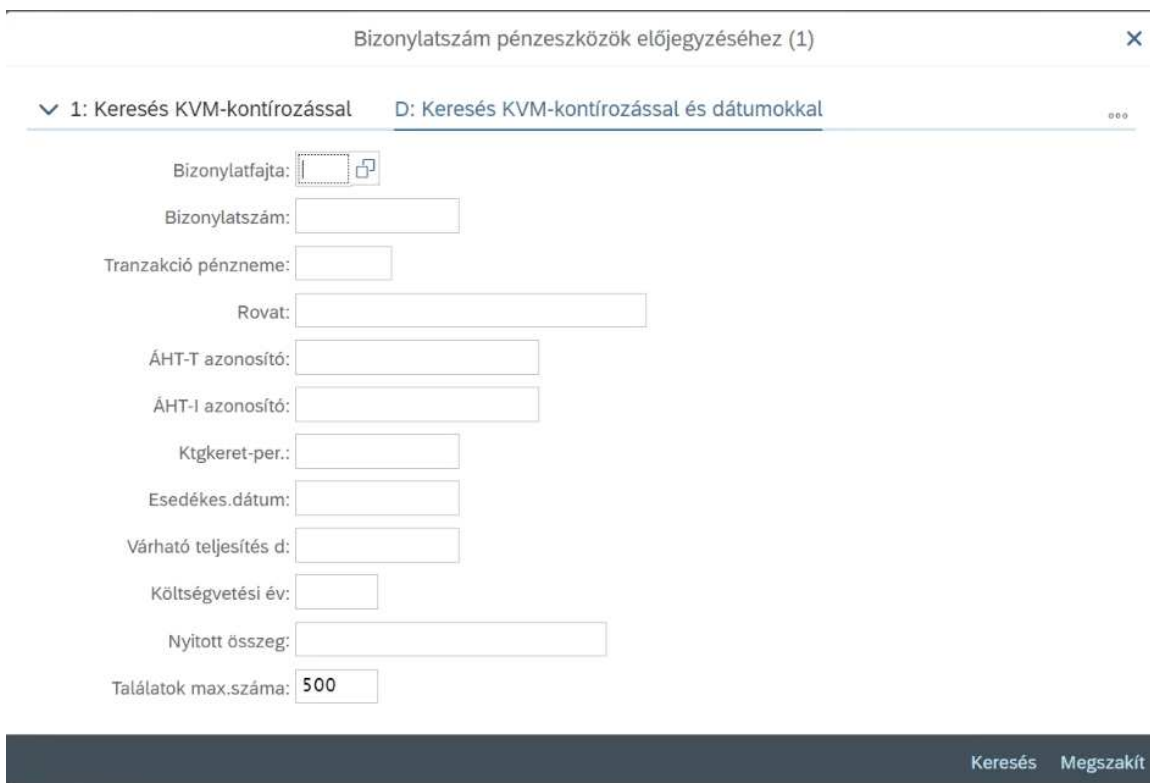 Bizonylatszám pénzeszközök előjegyzéséhez (1)
1: Keresés KVM-kontírozással D: Keresés KVM-kontírozással és dátumokkal
Bizonylatfajta:
Bizonylatszám:
Tranzakció pénzneme:
Rovat:
ÁHT-T azonosító:
ÁHT-I azonosító:
Ktgkeret-per.:
Esedékes.dátum:
Várható teljesítés d:
Költségvetési év:
Nyitott összeg:
Találatok max.száma: 500
Keresés Megszakít